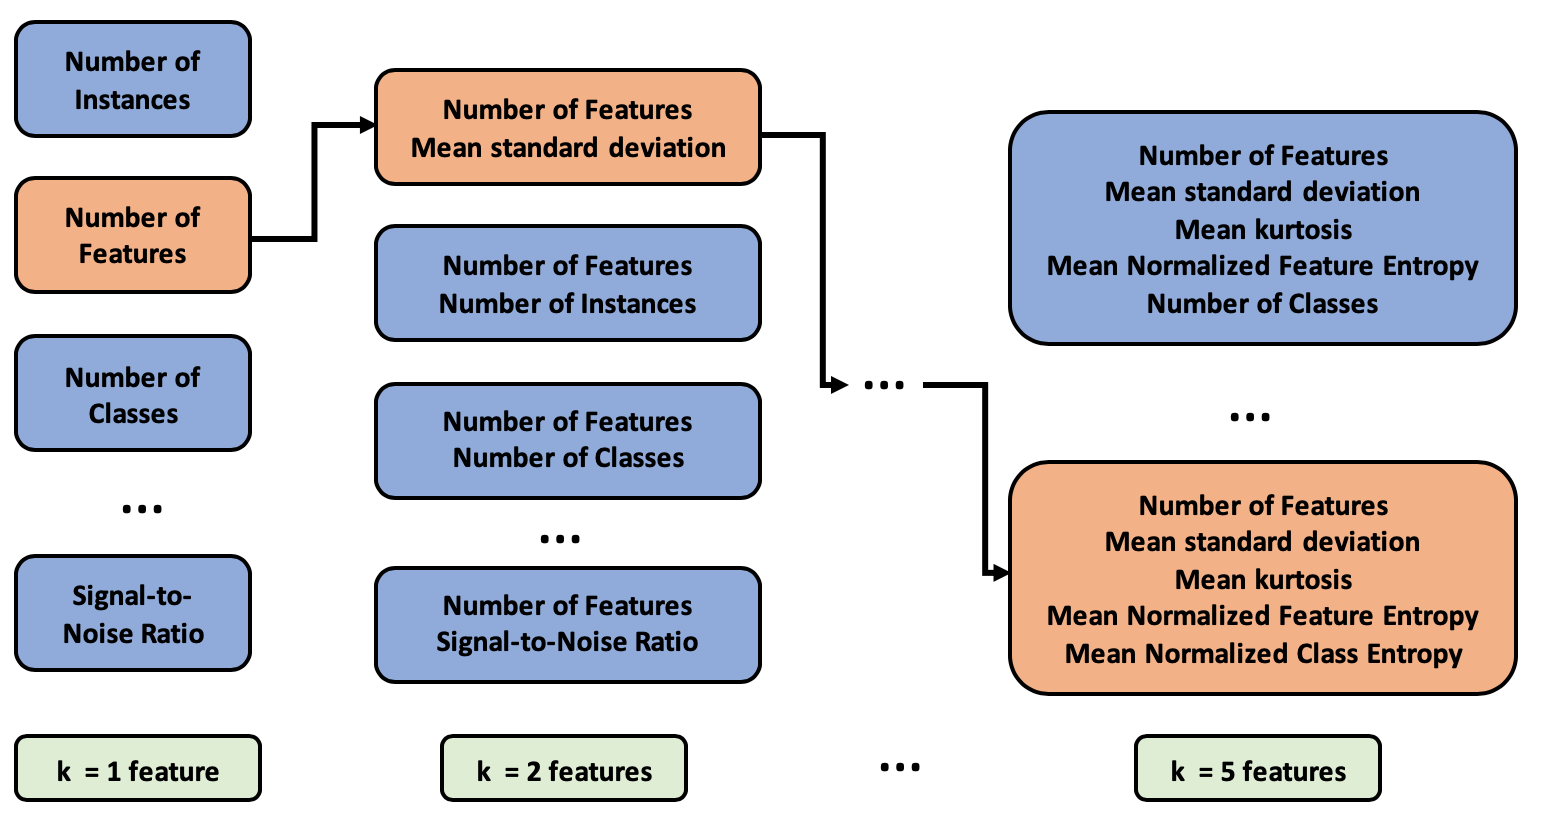 Number of
Instances
Number of
Features
Number of
Classes
...
Signal-to-
Noise Ratio
k = 1 feature
Number of Features
Mean standard deviation
Number of Features
Number of Instances
Number of Features
Number of Classes
...
Number of Features
Signal-to-Noise Ratio
k = 2 features
...
...
Number of Features
Mean standard deviation
Mean kurtosis
Mean Normalized Feature Entropy
Number of Classes
...
Number of Features
Mean standard deviation
Mean kurtosis
Mean Normalized Feature Entropy
Mean Normalized Class Entropy
k = 5 features